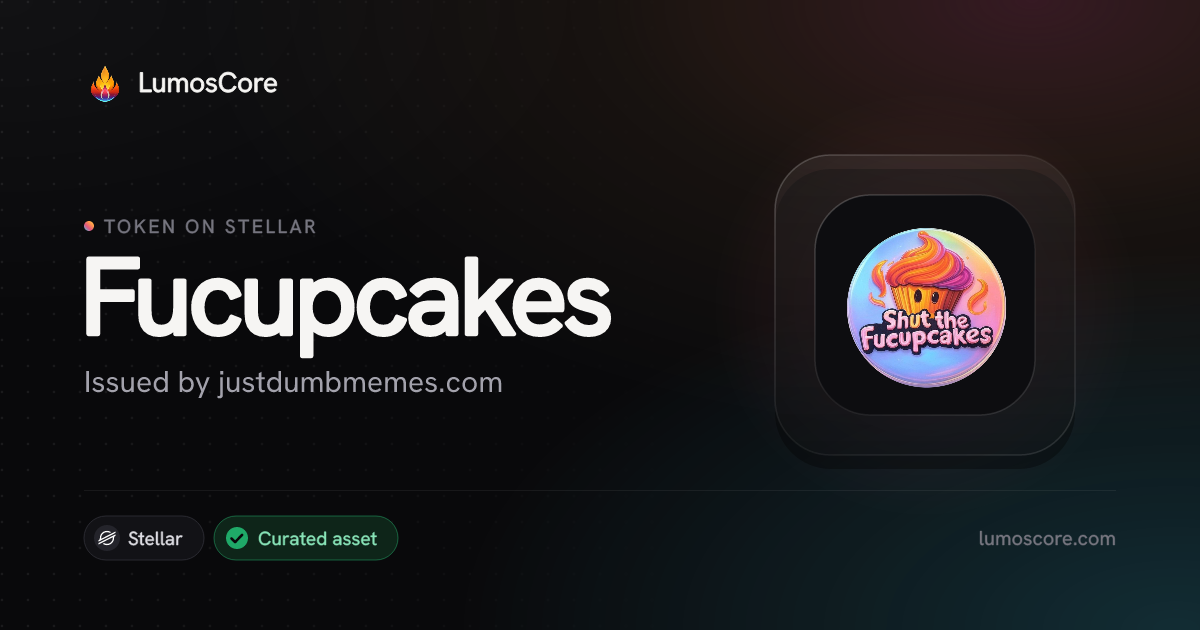 LumosCore
TOKEN ON STELLAR
Fucupcakes
Issued by justdumbmemes.com
Shut the
Fucupcakes
Stellar
Curated asset
lumoscore.com